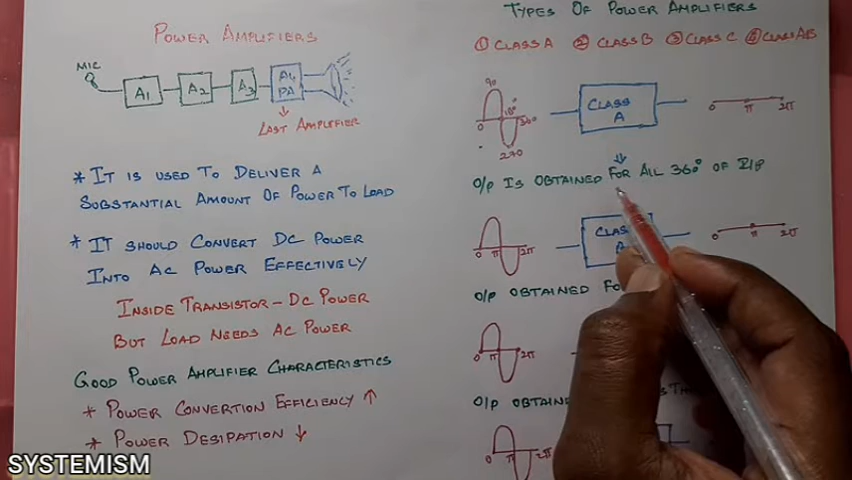 POWER AMPLIFIERS
MIC
A1
A2
A3
A4
PA
LAST AMPLIFIER
* IT IS USED TO DELIVER A
SUBSTANTIAL AMOUNT OF POWER TO LOAD
* IT SHOULD CONVERT DC POWER
INTO AC POWER EFFECTIVELY
INSIDE TRANSISTOR - DC POWER
BUT LOAD NEEDS AC POWER
GOOD POWER AMPLIFIER CHARACTERISTICS
* POWER CONVERTION EFFICIENCY ↑
* POWER DESIPATION ↓
SYSTEMISM
TYPES OF POWER AMPLIFIERS
① CLASS A ② CLASS B ③ CLASS C ④ CLASS AB
90
0 180° 360°
270
CLASS
A
0 π 2π
O/P IS OBTAINED FOR ALL 360° OF I/P
0 π 2π
CLASS
0 π 2π
O/P OBTAINED
0 2π
O/P OBTAINED
0 π 2π